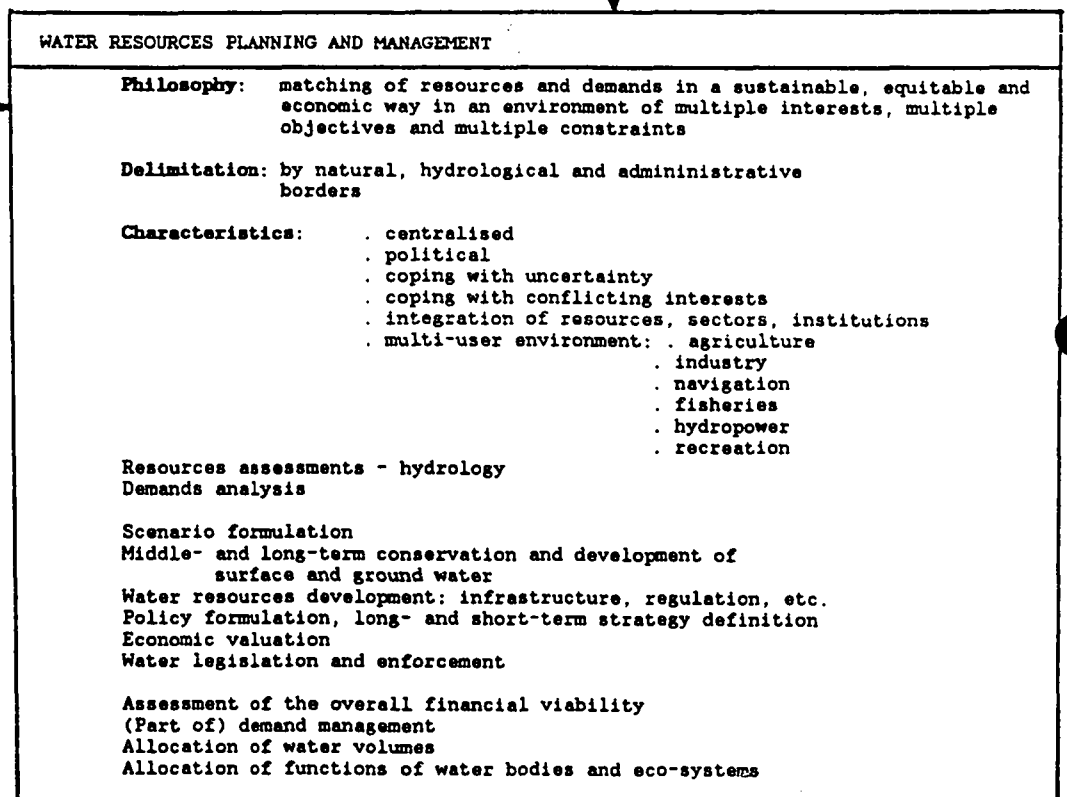 WATER RESOURCES PLANNING AND MANAGEMENT
Philosophy: matching of resources and demands in a sustainable, equitable and
economic way in an environment of multiple interests, multiple
objectives and multiple constraints
Delimitation: by natural, hydrological and admininistrative
borders
Characteristics: . centralised
. political
. coping with uncertainty
. coping with conflicting interests
. integration of resources, sectors, institutions
. multi-user environment: . agriculture
. industry
. navigation
. fisheries
. hydropower
. recreation
Resources assessments - hydrology
Demands analysis
Scenario formulation
Middle- and long-term conservation and development of
surface and ground water
Water resources development: infrastructure, regulation, etc.
Policy formulation, long- and short-term strategy definition
Economic valuation
Water legislation and enforcement
Assessment of the overall financial viability
(Part of) demand management
Allocation of water volumes
Allocation of functions of water bodies and eco-systems